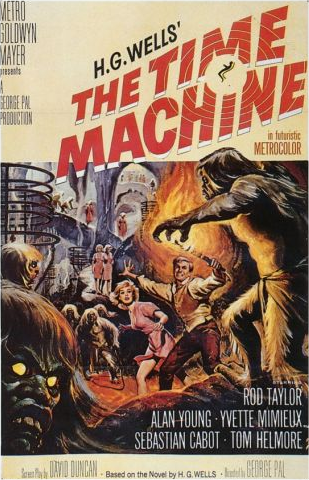 METRO
GOLDWYN
MAYER
presents
A
GEORGE PAL
PRODUCTION
H.G. WELLS'
THE TIME
MACHINE
in futuristic
METROCOLOR
STARRING
ROD TAYLOR
ALAN YOUNG · YVETTE MIMIEUX
SEBASTIAN CABOT · TOM HELMORE
Screen Play by DAVID DUNCAN · Based on the Novel by H. G. WELLS · Directed by GEORGE PAL